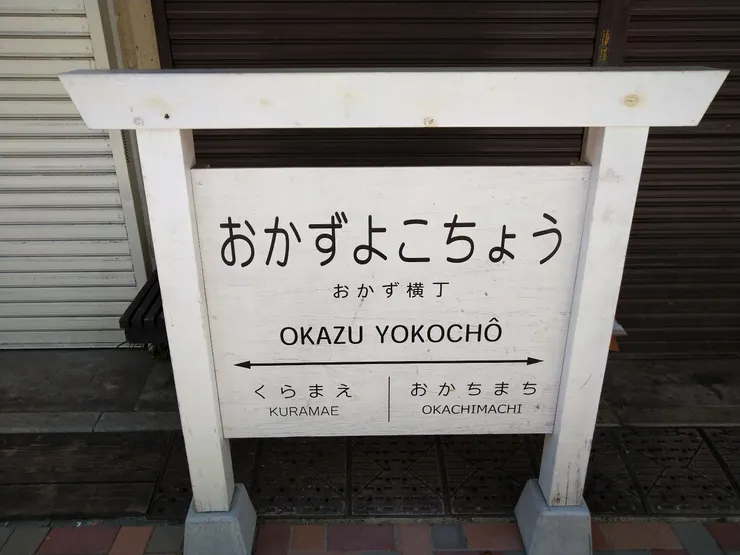 おかずよこちょう
おかず横丁
OKAZU YOKOCHÔ
くらまえ
KURAMAE
おかちまち
OKACHIMACHI